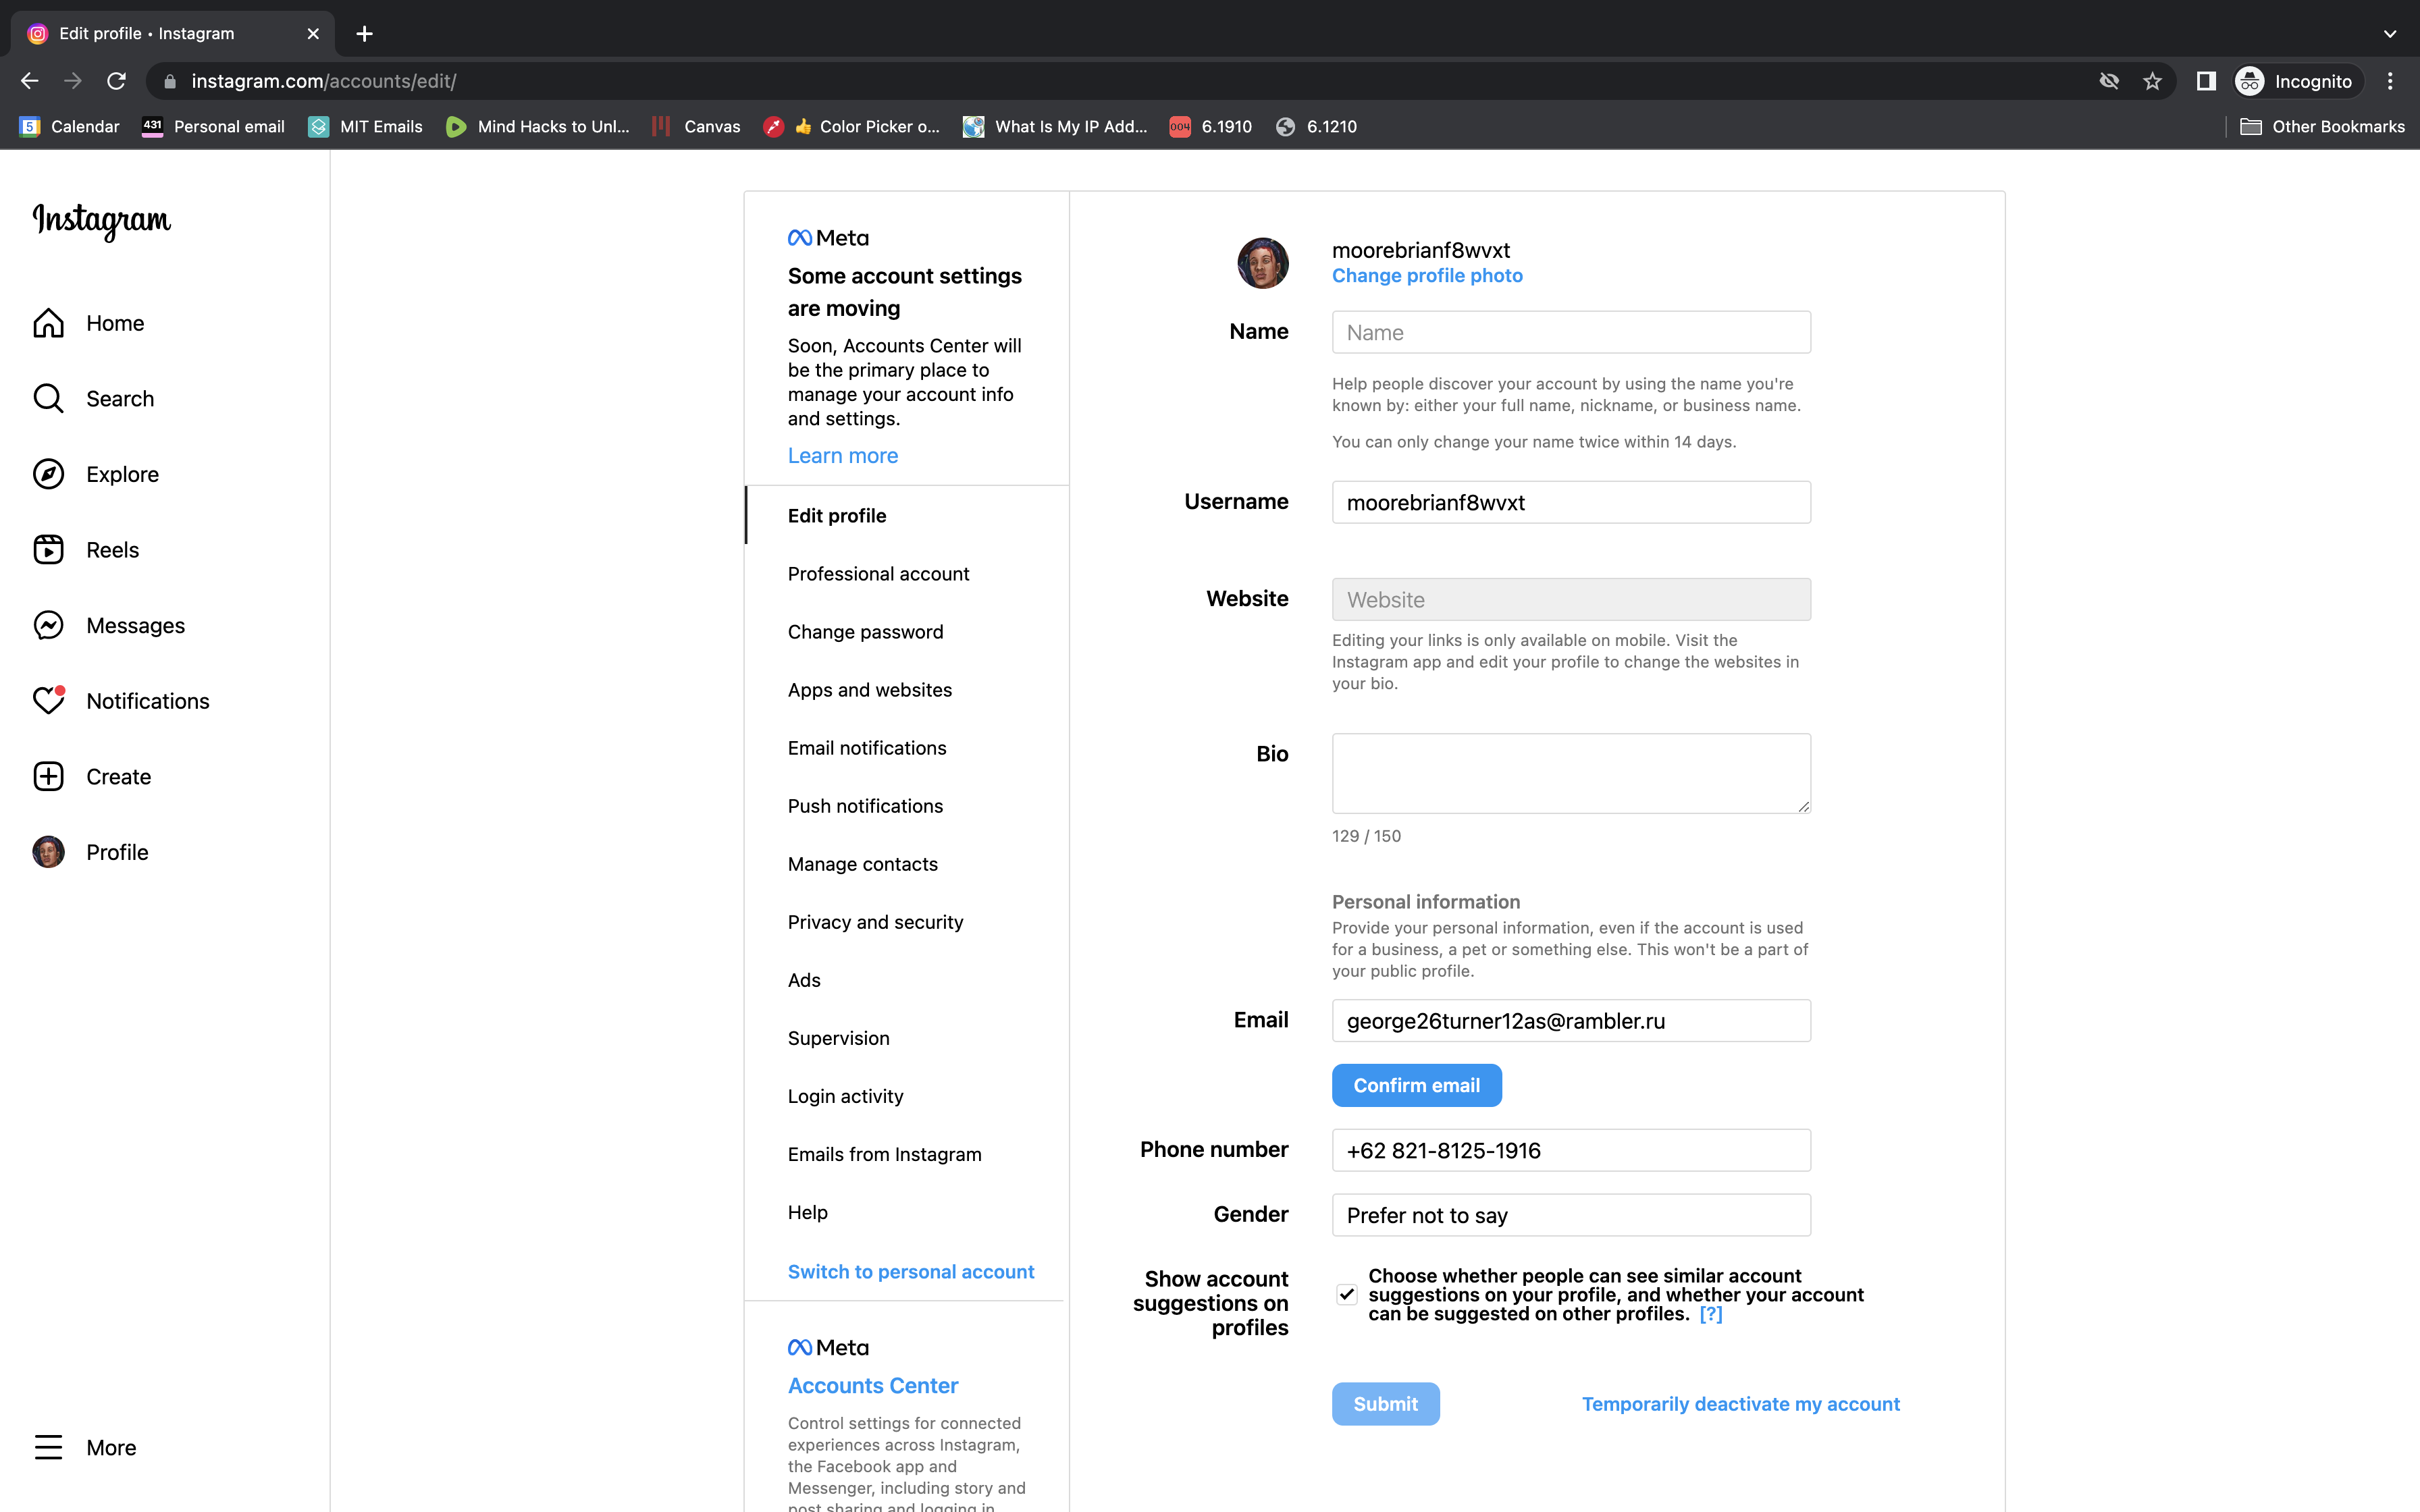 Edit profile • Instagram
instagram.com/accounts/edit/
Incognito
5 Calendar
431 Personal email
MIT Emails
Mind Hacks to Unl...
Canvas
👍 Color Picker o...
What Is My IP Add...
004 6.1910
6.1210
Other Bookmarks
Instagram
Home
Search
Explore
Reels
Messages
Notifications
Create
Profile
More
Meta
Some account settings
are moving
Soon, Accounts Center will
be the primary place to
manage your account info
and settings.
Learn more
Edit profile
Professional account
Change password
Apps and websites
Email notifications
Push notifications
Manage contacts
Privacy and security
Ads
Supervision
Login activity
Emails from Instagram
Help
Switch to personal account
Meta
Accounts Center
Control settings for connected
experiences across Instagram,
the Facebook app and
Messenger, including story and
post sharing and logging in.
moorebrianf8wvxt
Change profile photo
Name
Name
Help people discover your account by using the name you're
known by: either your full name, nickname, or business name.
You can only change your name twice within 14 days.
Username
moorebrianf8wvxt
Website
Website
Editing your links is only available on mobile. Visit the
Instagram app and edit your profile to change the websites in
your bio.
Bio
129 / 150
Personal information
Provide your personal information, even if the account is used
for a business, a pet or something else. This won't be a part of
your public profile.
Email
george26turner12as@rambler.ru
Confirm email
Phone number
+62 821-8125-1916
Gender
Prefer not to say
Show account
suggestions on
profiles
Choose whether people can see similar account
suggestions on your profile, and whether your account
can be suggested on other profiles. [?]
Submit
Temporarily deactivate my account